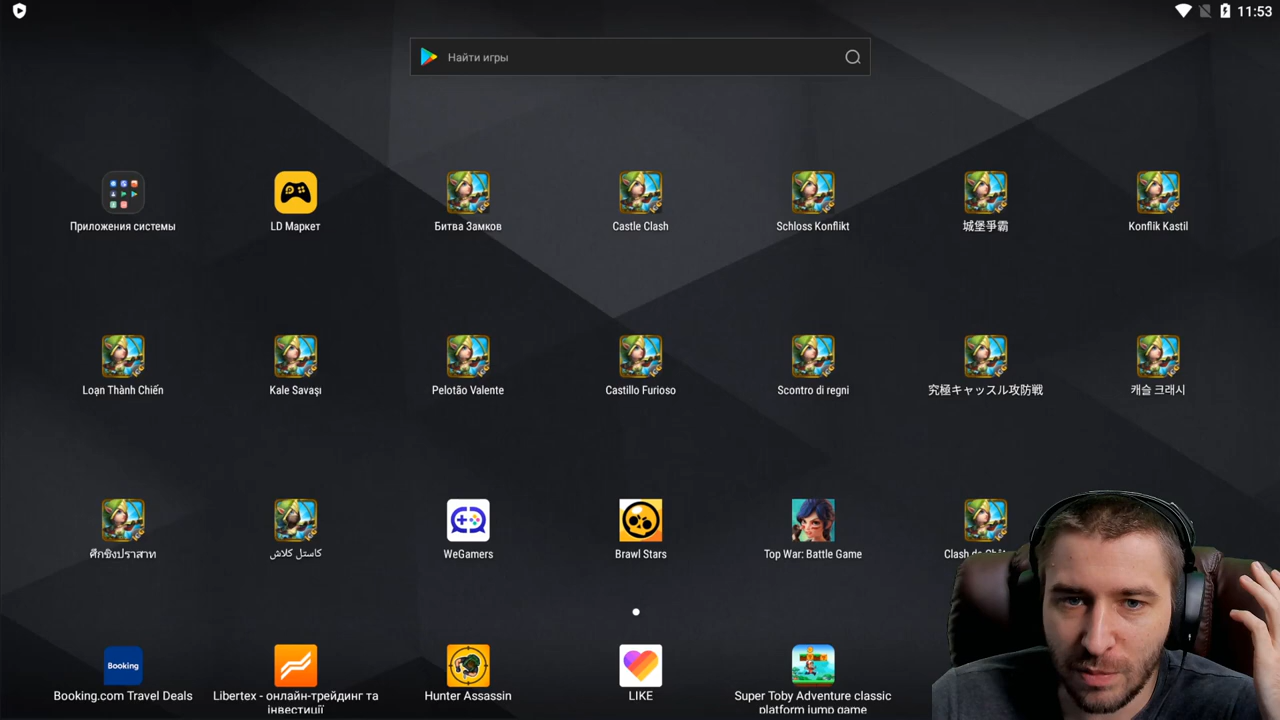 11:53
Найти игры
Приложения системы
LD Маркет
Битва Замков
Castle Clash
Schloss Konflikt
城堡爭霸
Konflik Kastil
Loạn Thành Chiến
Kale Savaşı
Pelotão Valente
Castillo Furioso
Scontro di regni
究極キャッスル攻防戦
캐슬 크래시
ศึกชิงปราสาท
كاستل كلاش
WeGamers
Brawl Stars
Top War: Battle Game
Clash de
Booking
Booking.com Travel Deals
Libertex - онлайн-трейдинг та
інвестиції
Hunter Assassin
LIKE
Super Toby Adventure classic
platform jump game